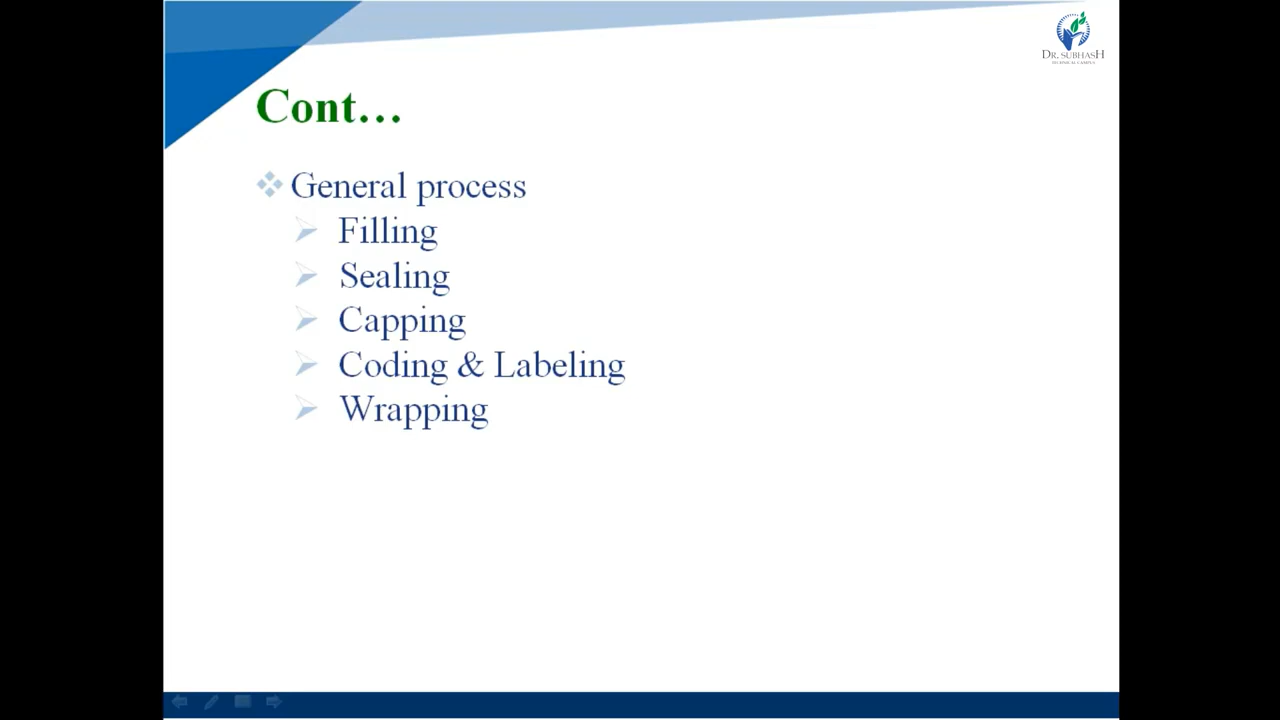 DR. SUBHASH
TECHNICAL CAMPUS
Cont...
General process
Filling
Sealing
Capping
Coding & Labeling
Wrapping